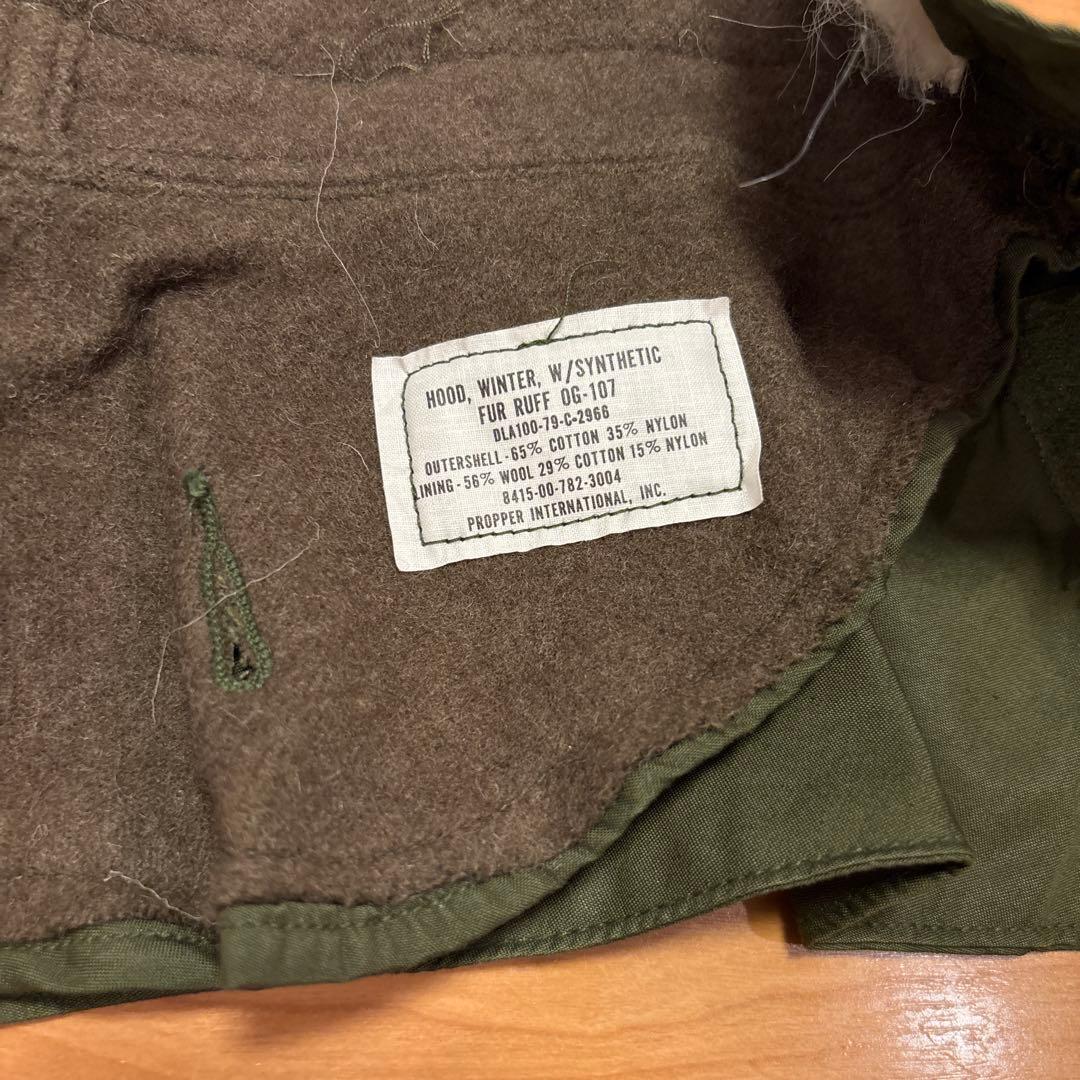 HOOD, WINTER, W/SYNTHETIC
FUR RUFF OG-107
DLA100-79-C-2966
OUTERSHELL-65% COTTON 35% NYLON
LINING-56% WOOL 29% COTTON 15% NYLON
8415-00-782-3004
PROPPER INTERNATIONAL, INC.